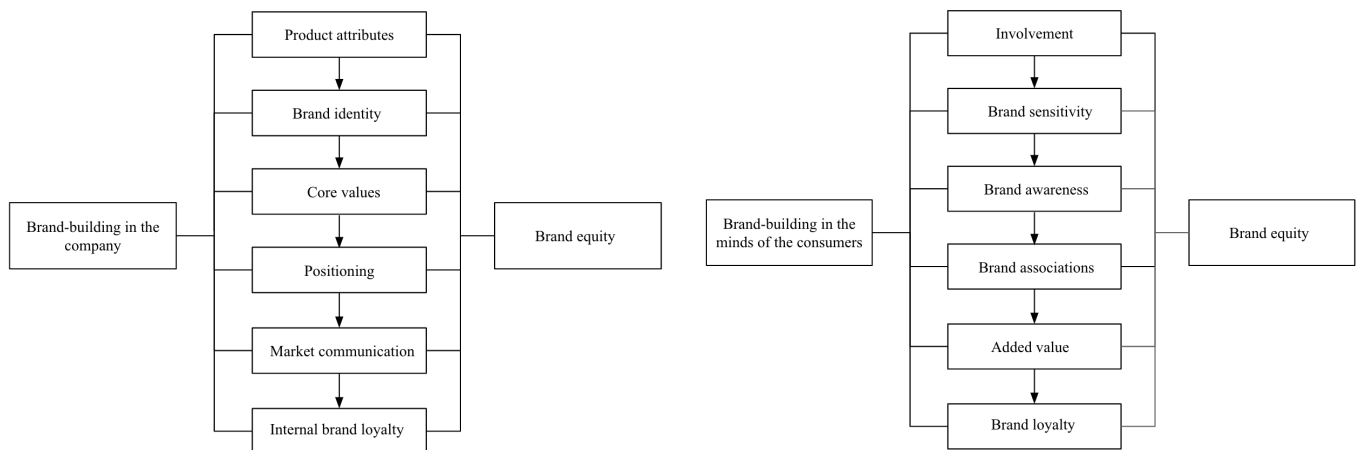 Product attributes
Brand identity
Core values
Brand-building in the
company
Brand equity
Positioning
Market communication
Internal brand loyalty
Involvement
Brand sensitivity
Brand awareness
Brand-building in the
minds of the consumers
Brand equity
Brand associations
Added value
Brand loyalty